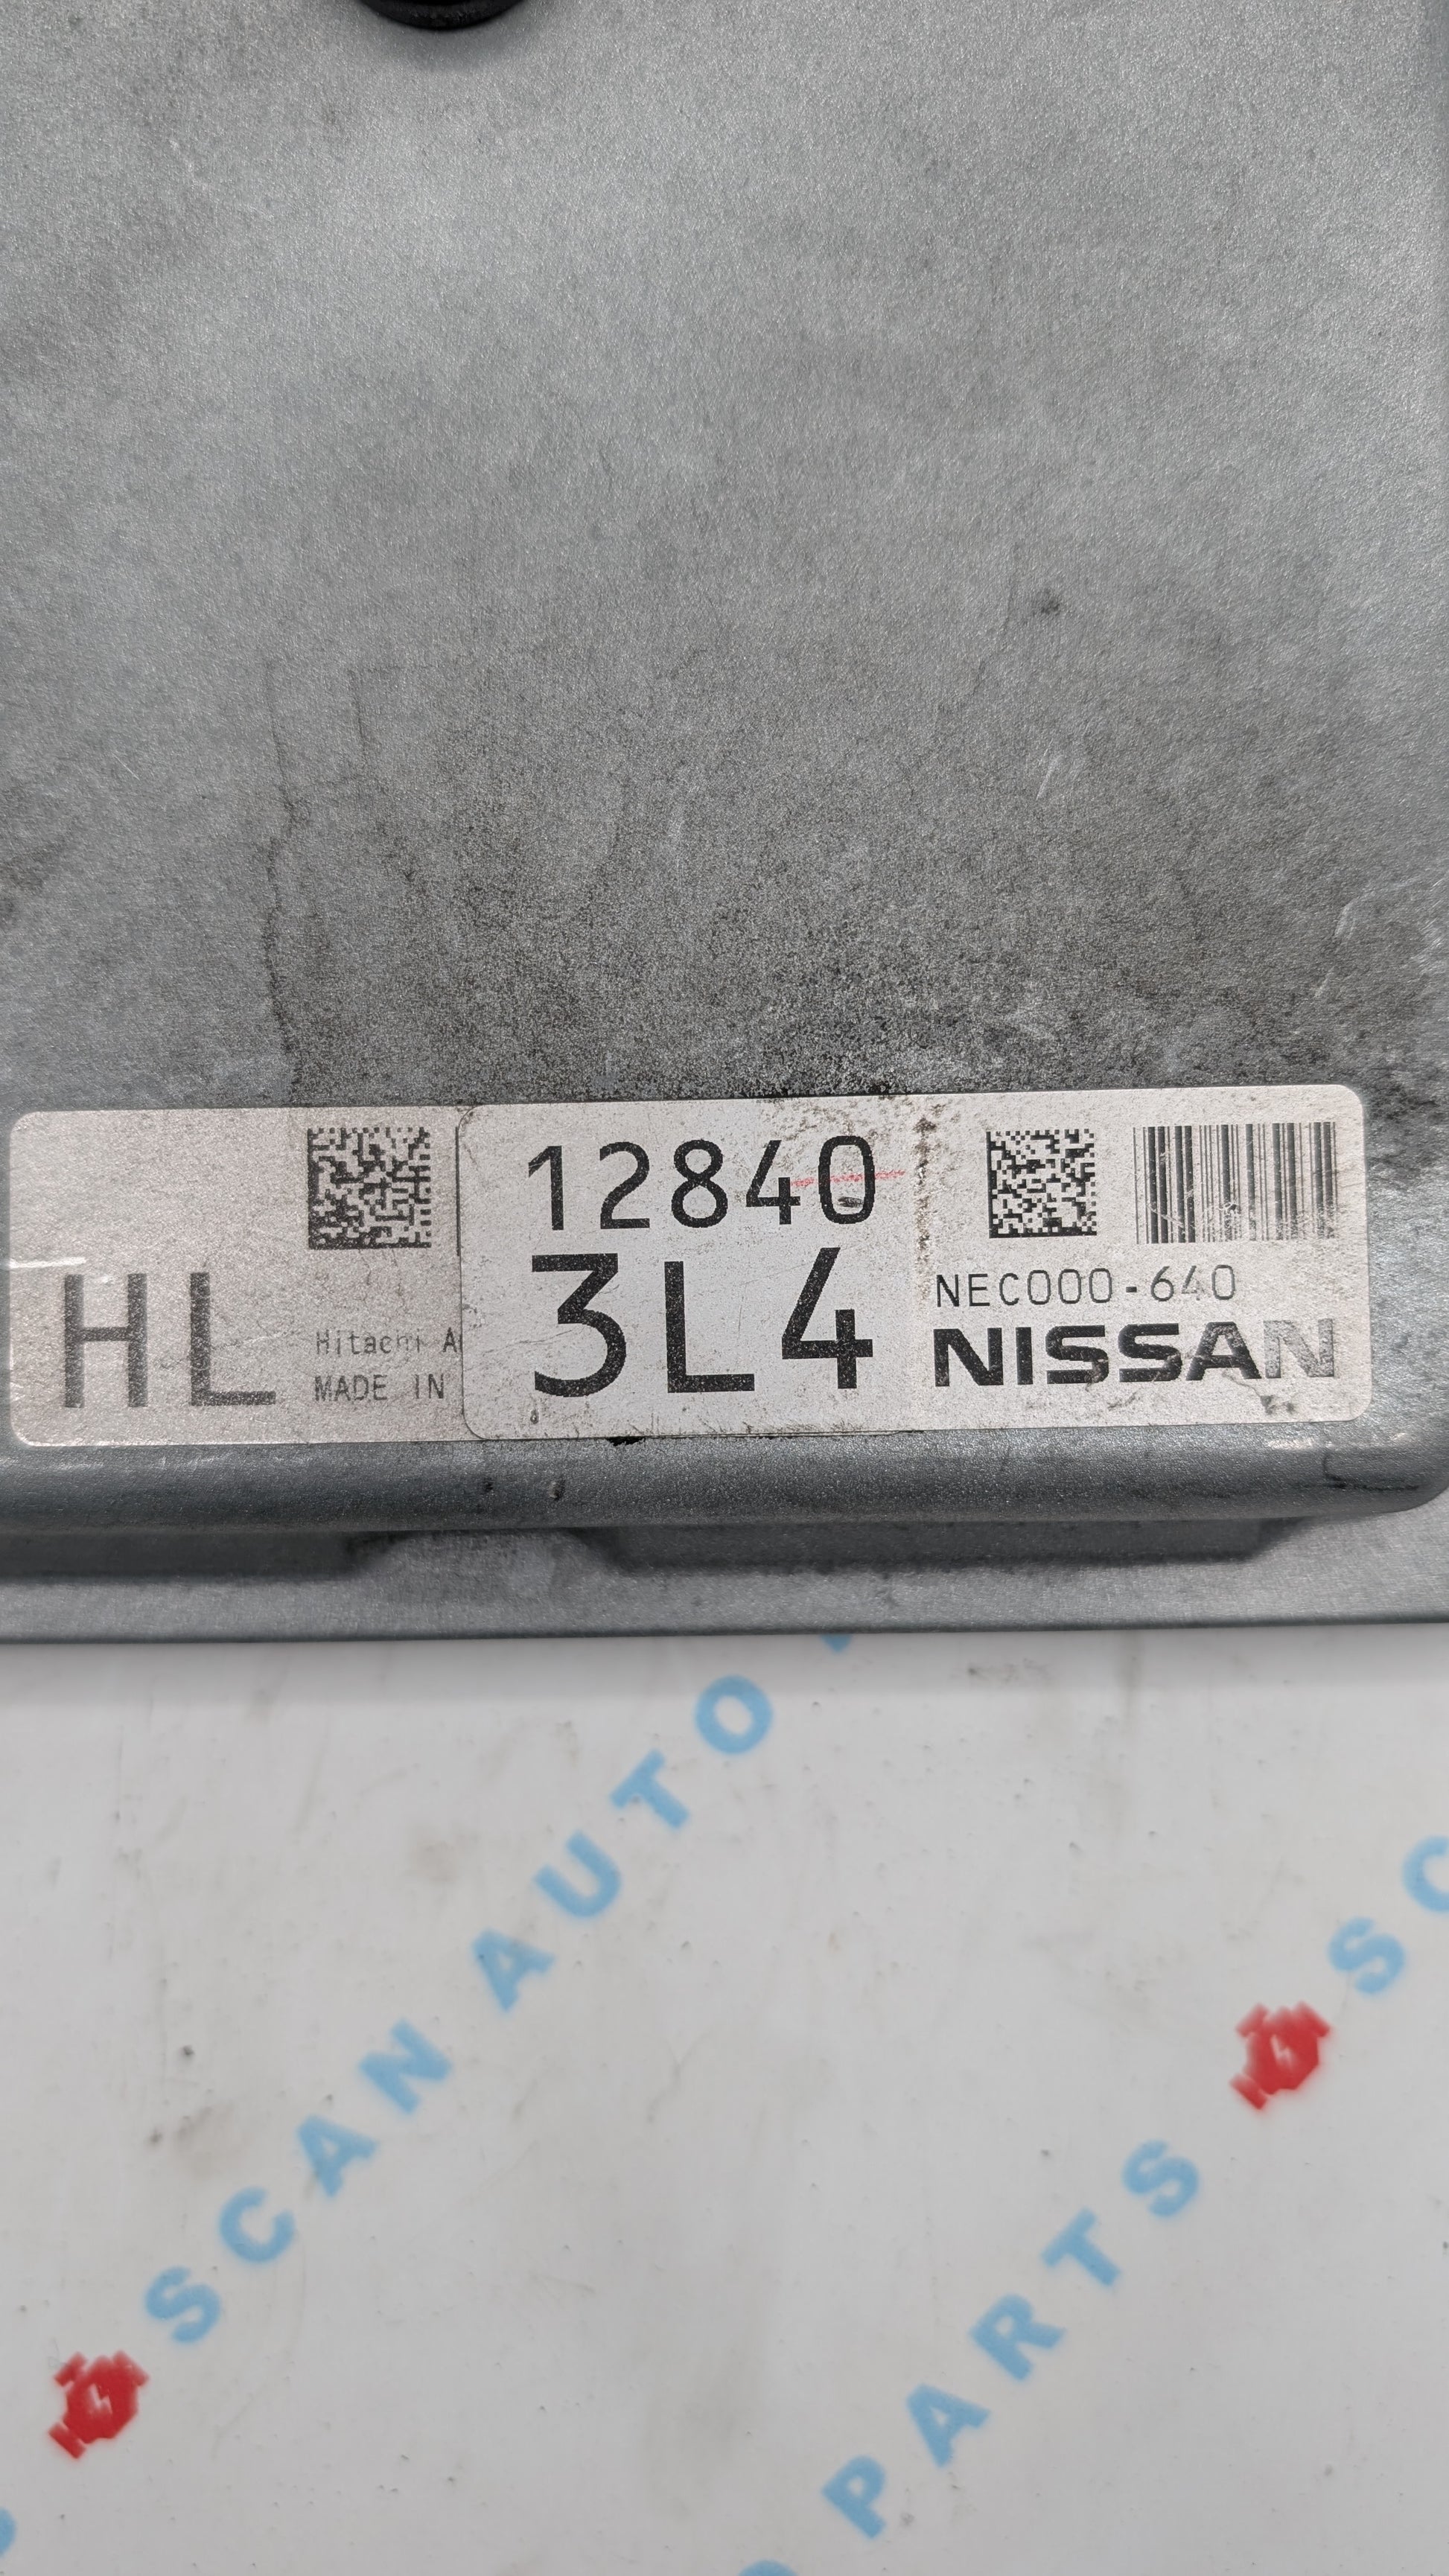 12840
3L4
HL
Hitachi A
MADE IN
NEC000-640
NISSAN
SCAN AUTO
PARTS